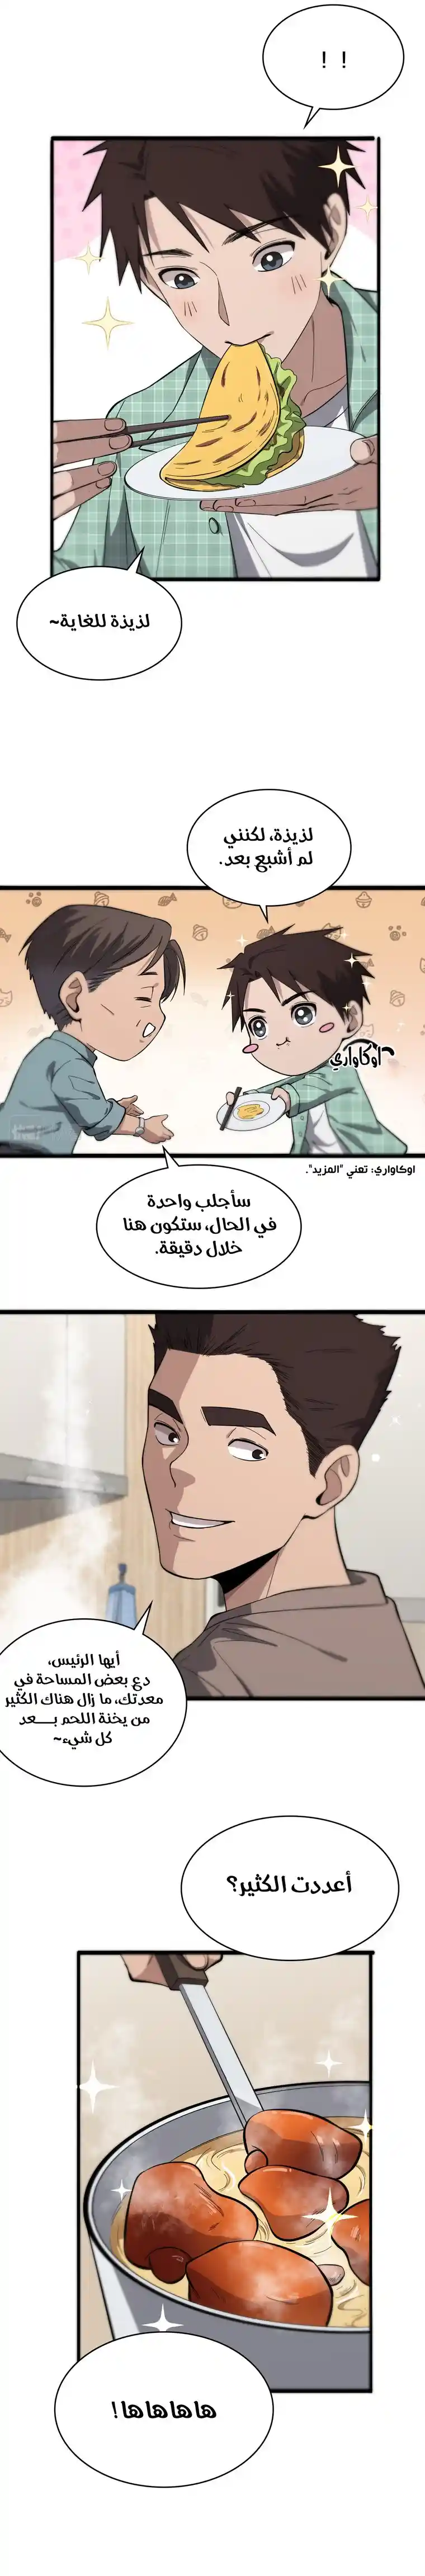 ! !
لذيذة للغاية~
لذيذة، لكنني
لم أشبع بعد.
اوكاواري
اوكاواري: تعني "المزيد".
سأجلب واحدة
في الحال، ستكون هنا
خلال دقيقة.
أيها الرئيس،
دع بعض المساحة في
معدتك، ما زال هناك الكثير
من يخنة اللحم بـــعد
كل شيء~
أعددت الكثير؟
هاهاهاها!